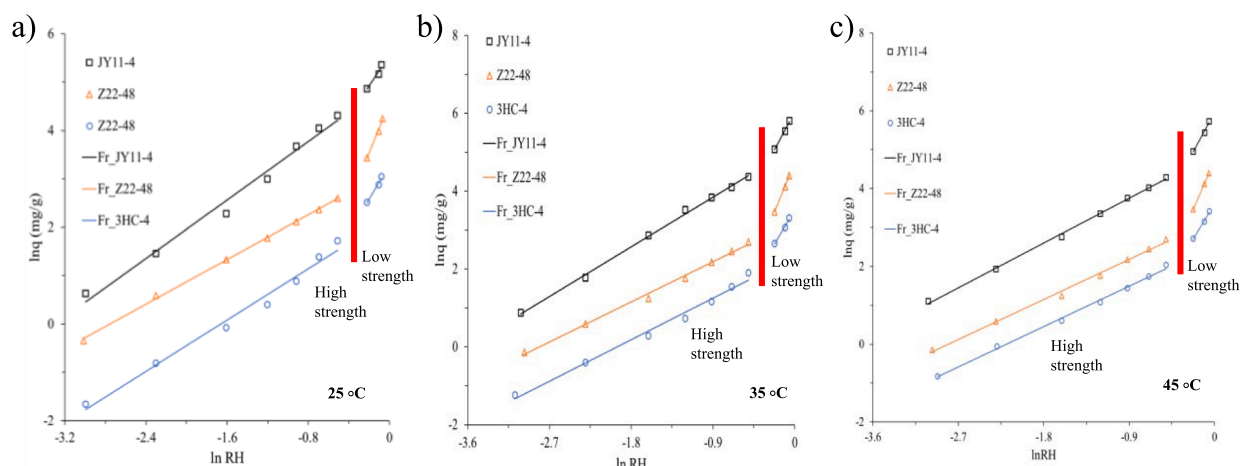 a)
6
4
2
0
-2
lnq (mg/g)
JY11-4
Z22-48
Z22-48
Fr_JY11-4
Fr_Z22-48
Fr_3HC-4
Low
strength
High
strength
25 °C
-3.2
-2.4
-1.6
-0.8
0
ln RH
b)
8
6
4
2
0
-2
lnq (mg/g)
JY11-4
Z22-48
3HC-4
Fr_JY11-4
Fr_Z22-48
Fr_3HC-4
Low
strength
High
strength
35 °C
-3.6
-2.7
-1.8
-0.9
0
ln RH
c)
8
6
4
2
0
-2
lnq (mg/g)
JY11-4
Z22-48
3HC-4
Fr_JY11-4
Fr_Z22-48
Fr_3HC-4
Low
strength
High
strength
45 °C
-3.6
-2.7
-1.8
-0.9
0
lnRH